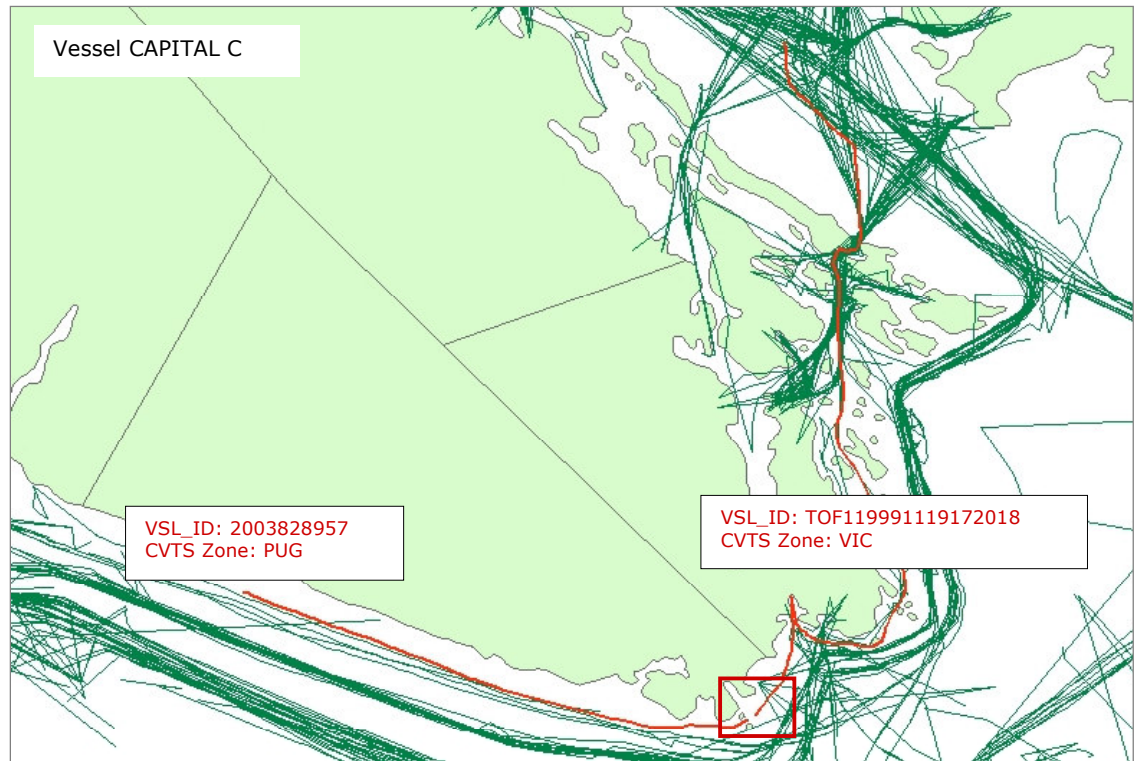 Vessel CAPITAL C
VSL_ID: 2003828957
CVTS Zone: PUG
VSL_ID: TOF119991119172018
CVTS Zone: VIC